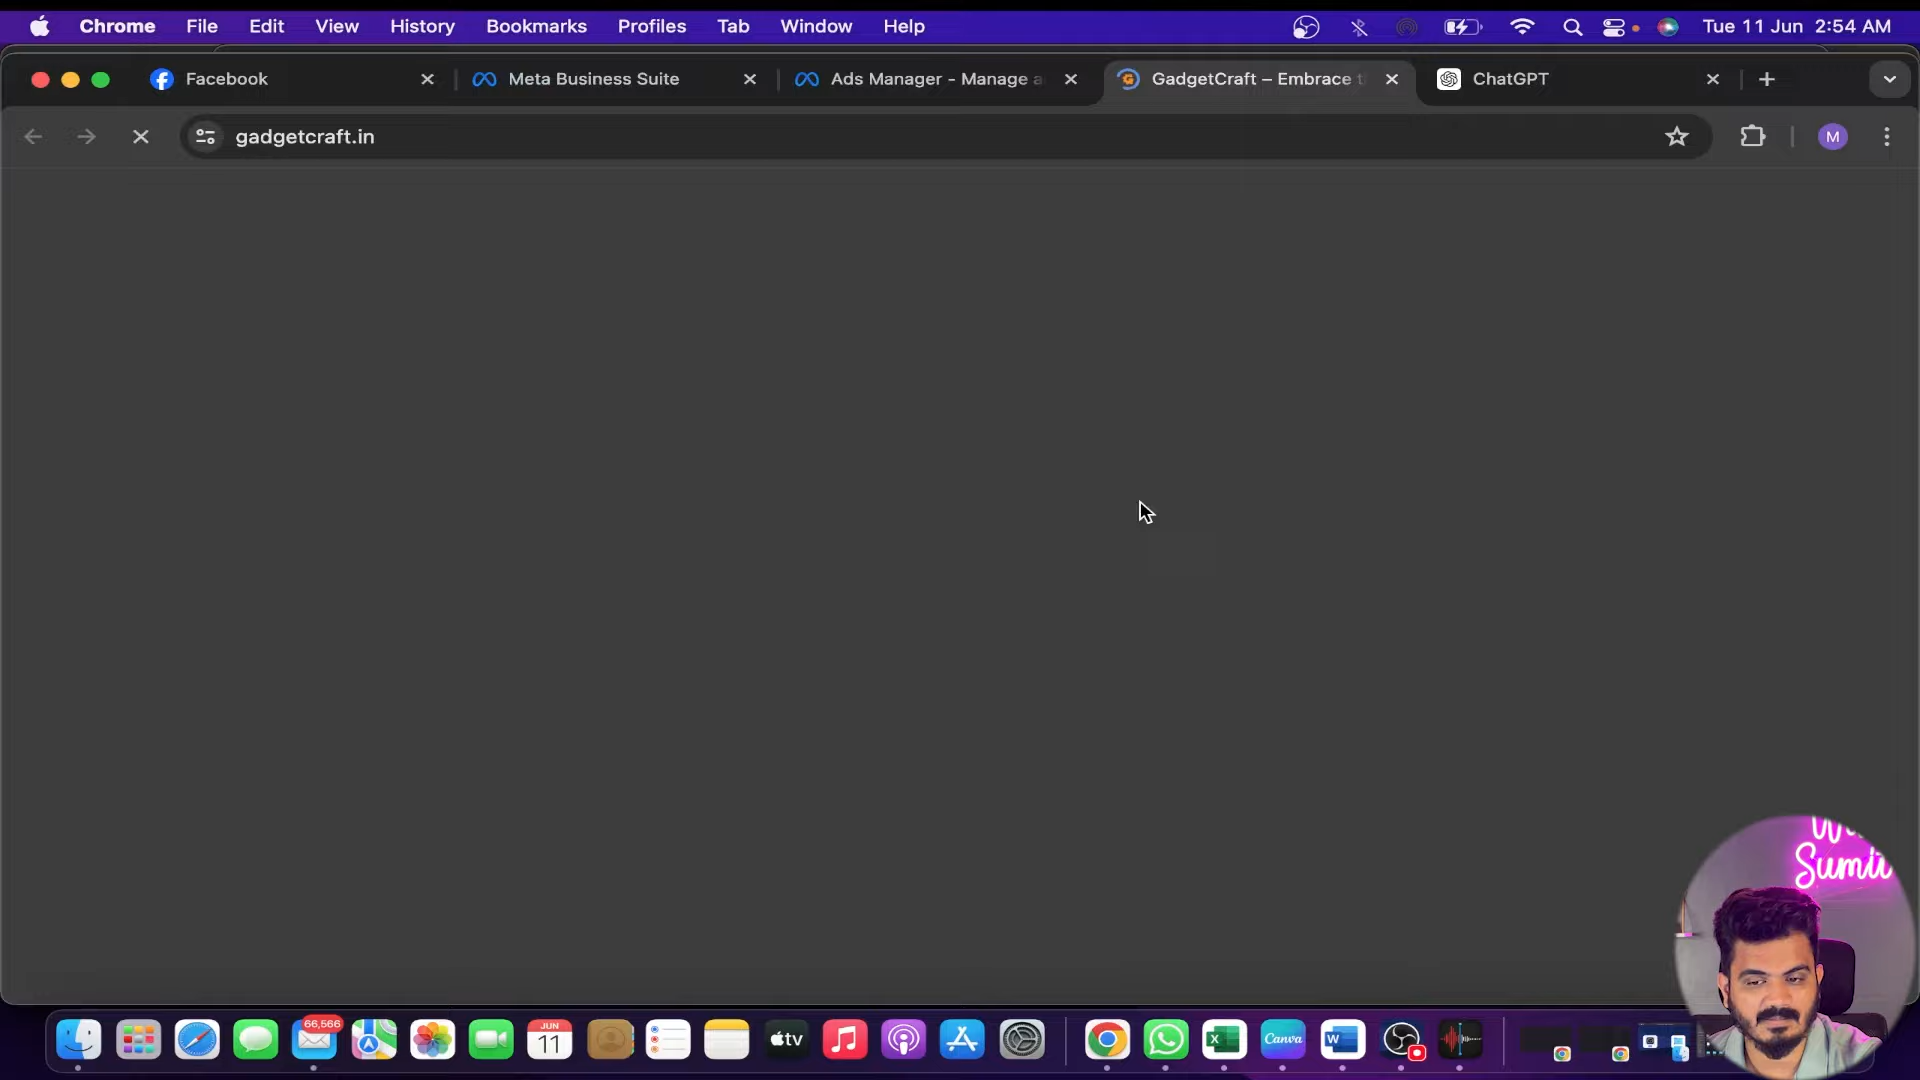 Chrome File Edit View History Bookmarks Profiles Tab Window Help Tue 11 Jun 2:54 AM
Facebook Meta Business Suite Ads Manager - Manage a GadgetCraft – Embrace t ChatGPT
gadgetcraft.in M
Sumit
66,566 JUN tv Canva
11